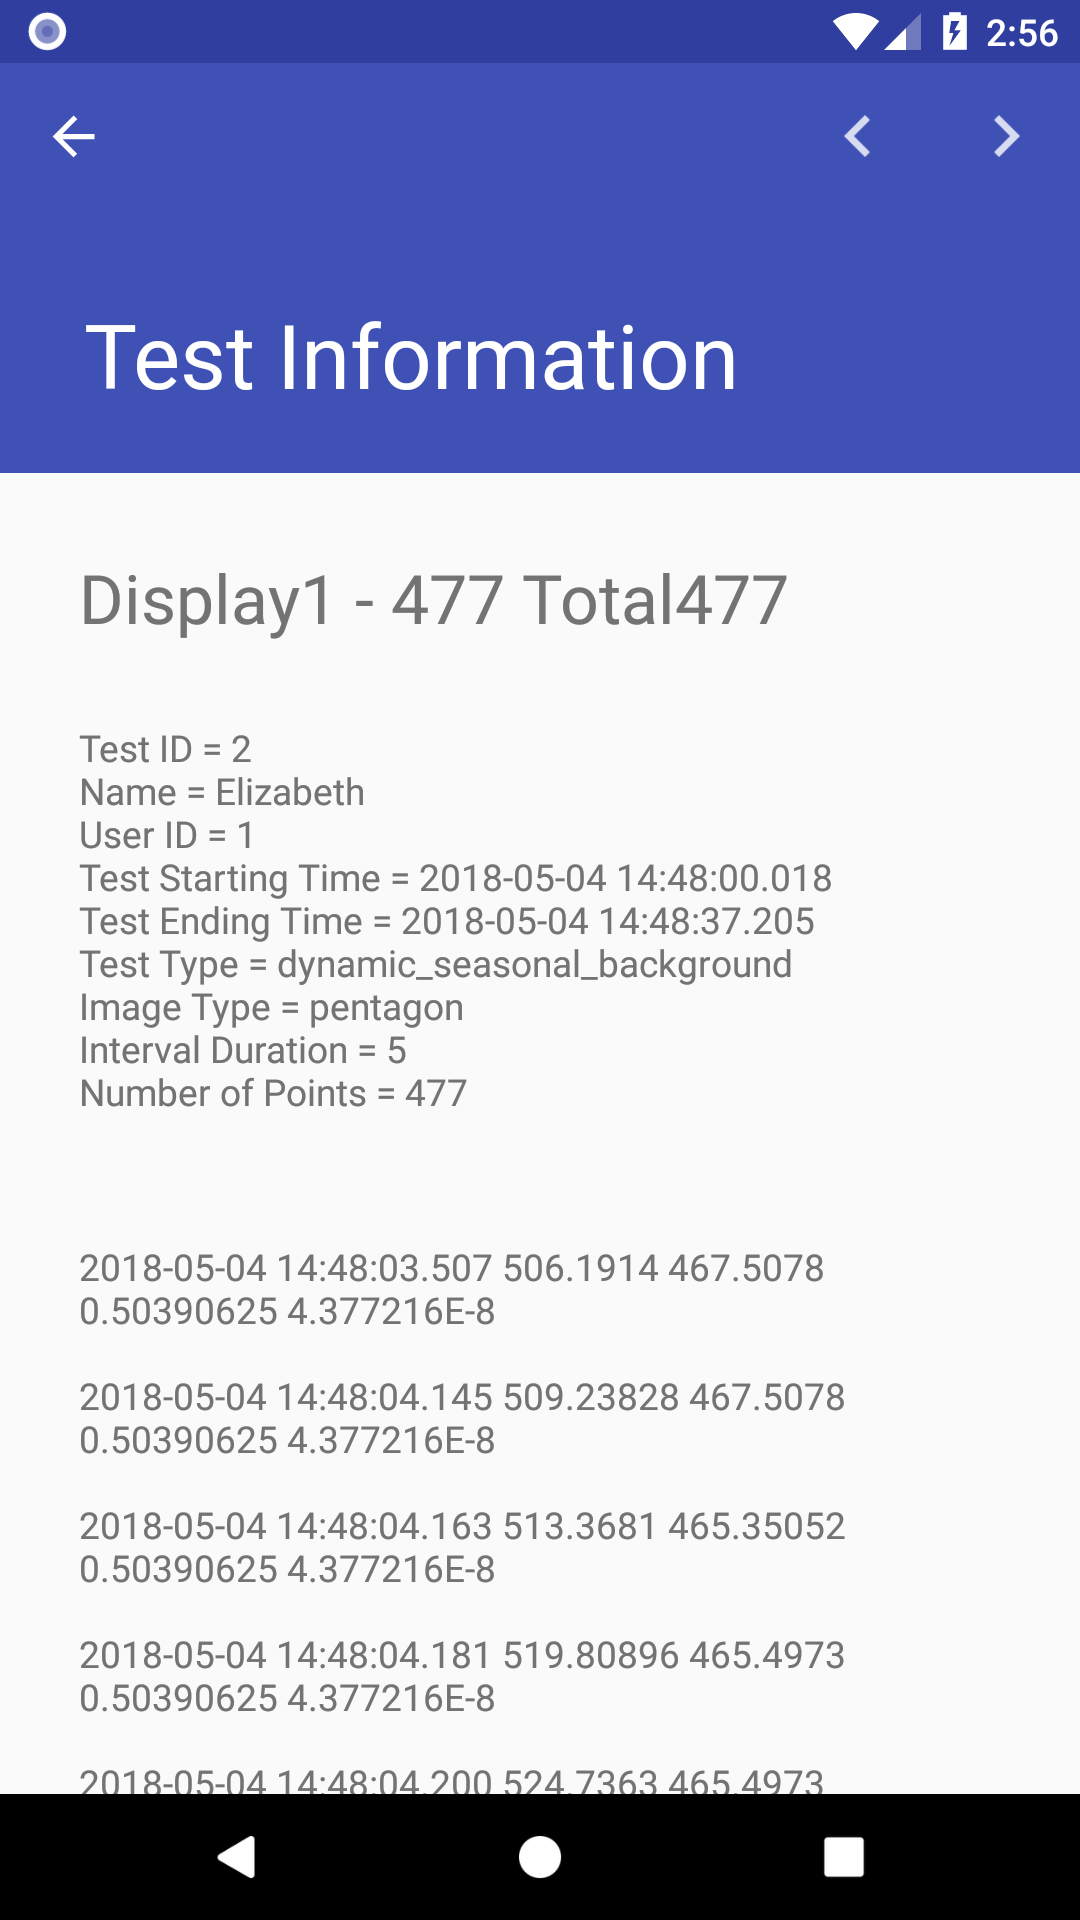 2:56
Test Information
Display1 - 477 Total477
Test ID = 2
Name = Elizabeth
User ID = 1
Test Starting Time = 2018-05-04 14:48:00.018
Test Ending Time = 2018-05-04 14:48:37.205
Test Type = dynamic_seasonal_background
Image Type = pentagon
Interval Duration = 5
Number of Points = 477
2018-05-04 14:48:03.507 506.1914 467.5078
0.50390625 4.377216E-8
2018-05-04 14:48:04.145 509.23828 467.5078
0.50390625 4.377216E-8
2018-05-04 14:48:04.163 513.3681 465.35052
0.50390625 4.377216E-8
2018-05-04 14:48:04.181 519.80896 465.4973
0.50390625 4.377216E-8
2018-05-04 14:48:04.200 524.7363 465.4973